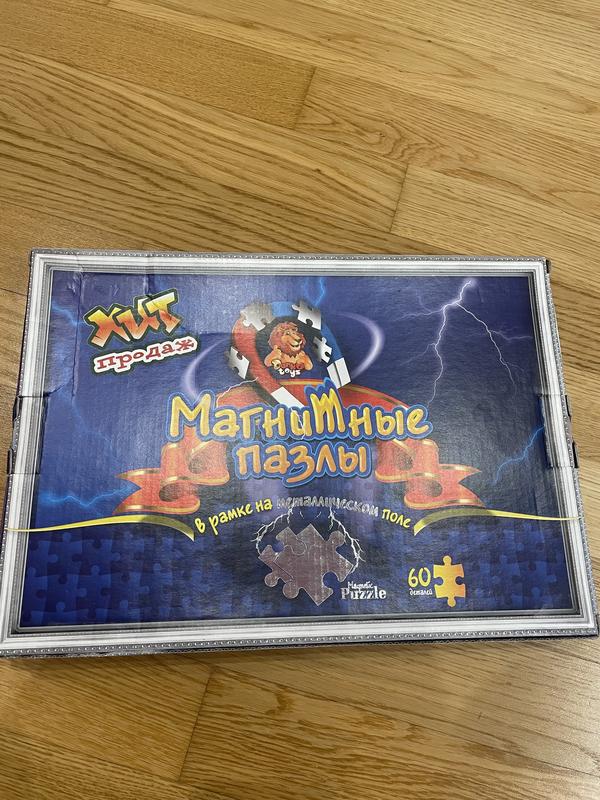 ХИТ
продаж
toys
Магнитные
пазлы
в рамке на металлическом поле
Magnetic
Puzzle
60
деталей